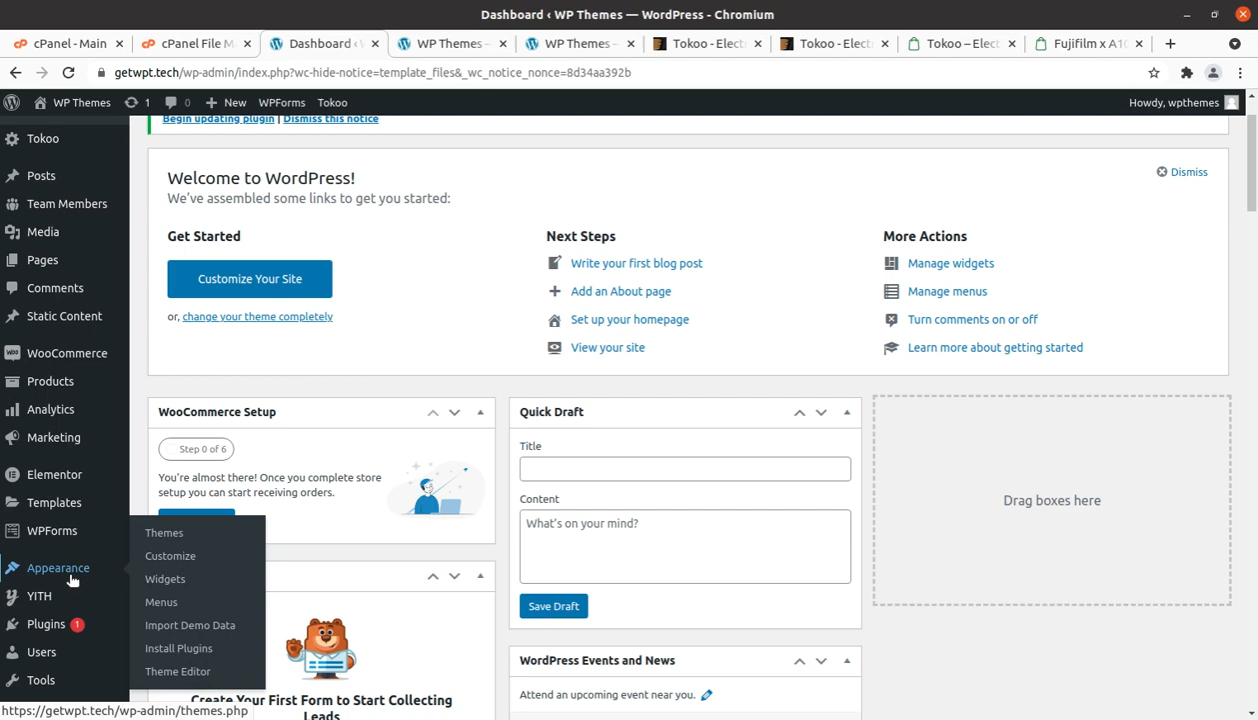 Dashboard ‹ WP Themes — WordPress - Chromium
cPanel - Main
cPanel File M
Dashboard ‹
WP Themes –
WP Themes –
Tokoo - Elect
Tokoo - Elect
Tokoo – Elect
Fujifilm x A10
getwpt.tech/wp-admin/index.php?wc-hide-notice=template_files&_wc_notice_nonce=8d34aa392b
WP Themes
1
0
New
WPForms
Tokoo
Howdy, wpthemes
Tokoo
Posts
Team Members
Media
Pages
Comments
Static Content
WooCommerce
Products
Analytics
Marketing
Elementor
Templates
WPForms
Appearance
YITH
Plugins 1
Users
Tools
Themes
Customize
Widgets
Menus
Import Demo Data
Install Plugins
Theme Editor
Begin updating plugin | Dismiss this notice
Welcome to WordPress!
Dismiss
We've assembled some links to get you started:
Get Started
Customize Your Site
or, change your theme completely
Next Steps
Write your first blog post
Add an About page
Set up your homepage
View your site
More Actions
Manage widgets
Manage menus
Turn comments on or off
Learn more about getting started
WooCommerce Setup
Step 0 of 6
You're almost there! Once you complete store
setup you can start receiving orders.
Create Your First Form to Start Collecting
Leads
Quick Draft
Title
Content
What's on your mind?
Save Draft
WordPress Events and News
Attend an upcoming event near you.
Drag boxes here
https://getwpt.tech/wp-admin/themes.php